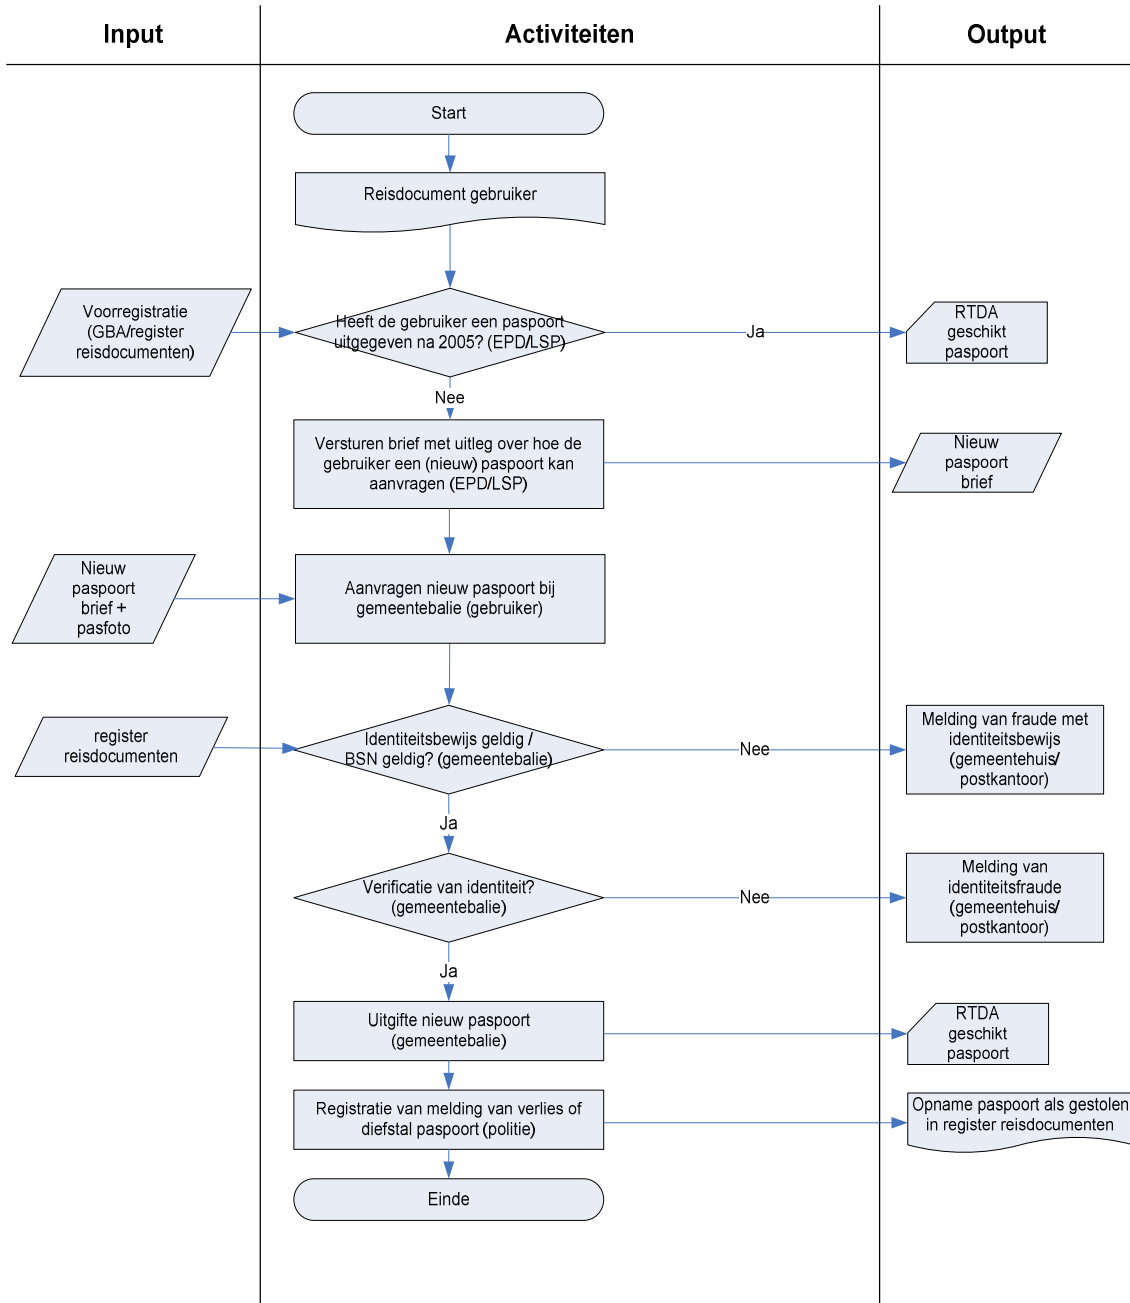 Input
Activiteiten
Output
Start
Reisdocument gebruiker
Voorregistratie
(GBA/register
reisdocumenten)
Heeft de gebruiker een paspoort
uitgegeven na 2005? (EPD/LSP)
Ja
RTDA
geschikt
paspoort
Nee
Versturen brief met uitleg over hoe de
gebruiker een (nieuw) paspoort kan
aanvragen (EPD/LSP)
Nieuw
paspoort
brief
Nieuw
paspoort
brief +
pasfoto
Aanvragen nieuw paspoort bij
gemeentebalie (gebruiker)
register
reisdocumenten
Identiteitsbewijs geldig /
BSN geldig? (gemeentebalie)
Nee
Melding van fraude met
identiteitsbewijs
(gemeentehuis/
postkantoor)
Ja
Verificatie van identiteit?
(gemeentebalie)
Nee
Melding van
identiteitsfraude
(gemeentehuis/
postkantoor)
Ja
Uitgifte nieuw paspoort
(gemeentebalie)
RTDA
geschikt
paspoort
Registratie van melding van verlies of
diefstal paspoort (politie)
Opname paspoort als gestolen
in register reisdocumenten
Einde